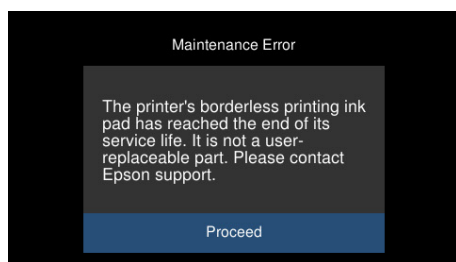 Maintenance Error
The printer's borderless printing ink
pad has reached the end of its
service life. It is not a user-
replaceable part. Please contact
Epson support.
Proceed